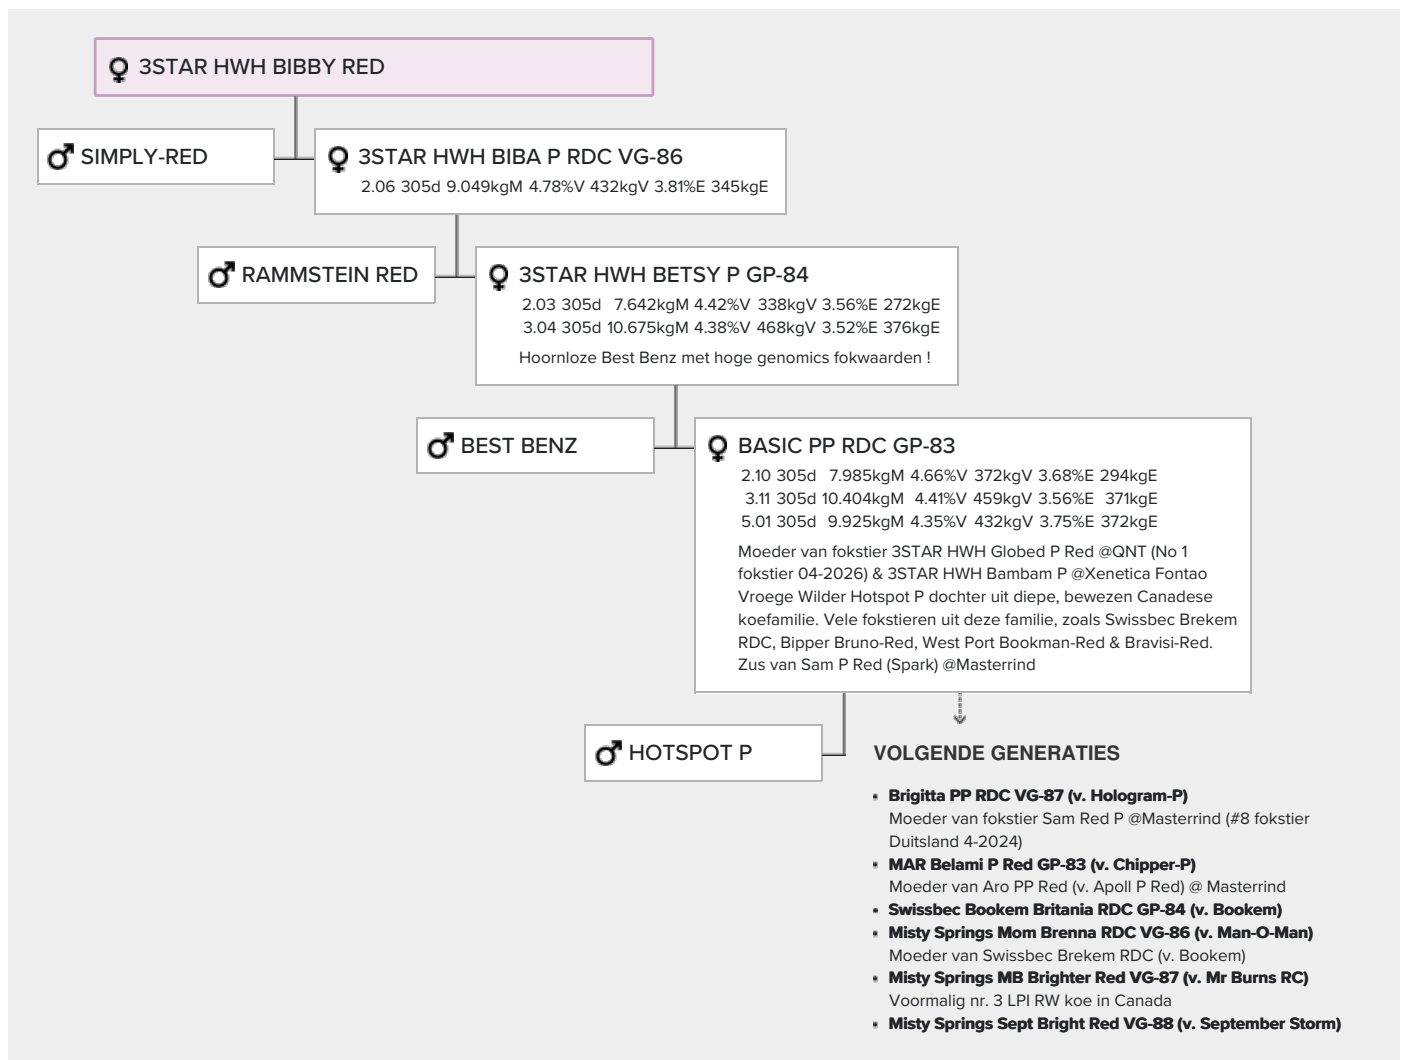 3STAR HWH BIBBY RED
SIMPLY-RED
3STAR HWH BIBA P RDC VG-86
2.06 305d 9.049kgM 4.78%V 432kgV 3.81%E 345kgE
RAMMSTEIN RED
3STAR HWH BETSY P GP-84
2.03 305d 7.642kgM 4.42%V 338kgV 3.56%E 272kgE
3.04 305d 10.675kgM 4.38%V 468kgV 3.52%E 376kgE
Hoornloze Best Benz met hoge genomics fokwaarden !
BEST BENZ
BASIC PP RDC GP-83
2.10 305d 7.985kgM 4.66%V 372kgV 3.68%E 294kgE
3.11 305d 10.404kgM 4.41%V 459kgV 3.56%E 371kgE
5.01 305d 9.925kgM 4.35%V 432kgV 3.75%E 372kgE
Moeder van fokstier 3STAR HWH Globed P Red @QNT (No 1
fokstier 04-2026) & 3STAR HWH Bambam P @Xenetica Fontao
Vroege Wilder Hotspot P dochter uit diepe, bewezen Canadese
koefamilie. Vele fokstieren uit deze familie, zoals Swissbec Brekem
RDC, Bipper Bruno-Red, West Port Bookman-Red & Bravisi-Red.
Zus van Sam P Red (Spark) @Masterrind
HOTSPOT P
VOLGENDE GENERATIES
Brigitta PP RDC VG-87 (v. Hologram-P)
Moeder van fokstier Sam Red P @Masterrind (#8 fokstier
Duitsland 4-2024)
MAR Belami P Red GP-83 (v. Chipper-P)
Moeder van Aro PP Red (v. Apoll P Red) @ Masterrind
Swissbec Bookem Britania RDC GP-84 (v. Bookem)
Misty Springs Mom Brenna RDC VG-86 (v. Man-O-Man)
Moeder van Swissbec Brekem RDC (v. Bookem)
Misty Springs MB Brighter Red VG-87 (v. Mr Burns RC)
Voormalig nr. 3 LPI RW koe in Canada
Misty Springs Sept Bright Red VG-88 (v. September Storm)